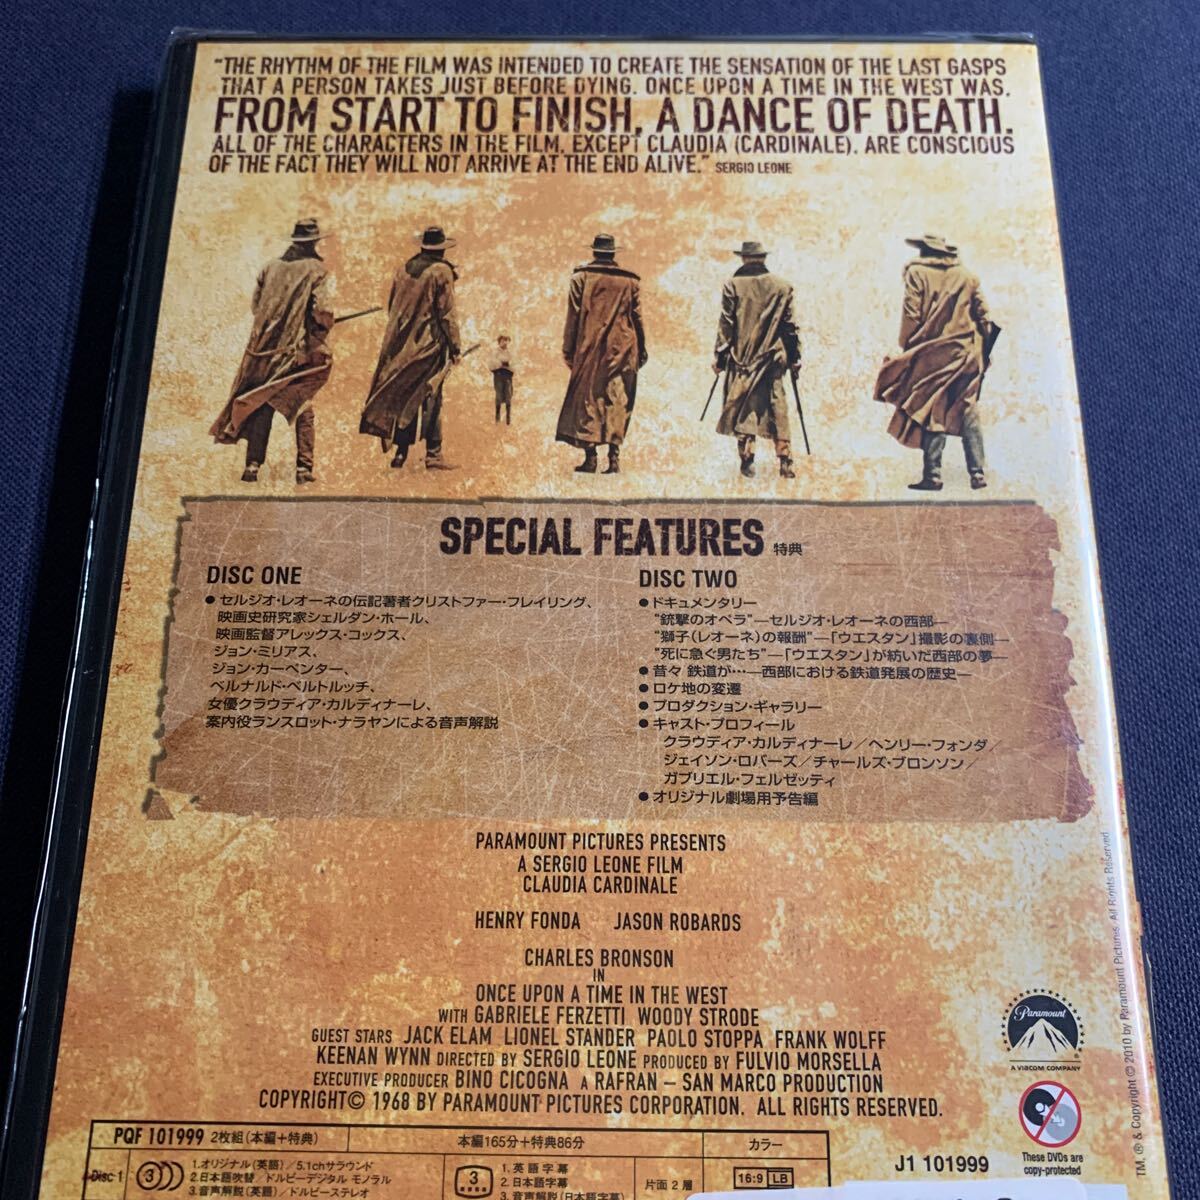 "THE RHYTHM OF THE FILM WAS INTENDED TO CREATE THE SENSATION OF THE LAST GASPS
THAT A PERSON TAKES JUST BEFORE DYING. ONCE UPON A TIME IN THE WEST WAS,
FROM START TO FINISH, A DANCE OF DEATH.
ALL OF THE CHARACTERS IN THE FILM, EXCEPT CLAUDIA (CARDINALE), ARE CONSCIOUS
OF THE FACT THEY WILL NOT ARRIVE AT THE END ALIVE." SERGIO LEONE
SPECIAL FEATURES 特典
DISC ONE
●セルジオ・レオーネの伝記著者クリストファー・フレイリング、
映画史研究家シェルダン・ホール、
映画監督アレックス・コックス、
ジョン・ミリアス、
ジョン・カーペンター、
ベルナルド・ベルトルッチ、
女優クラウディア・カルディナーレ、
案内役ランスロット・ナラヤンによる音声解説
DISC TWO
●ドキュメンタリー
"銃撃のオペラ"—セルジオ・レオーネの西部—
"獅子(レオーネ)の報酬"—「ウエスタン」撮影の裏側—
"死に急ぐ男たち"—「ウエスタン」が紡いだ西部の夢—
●昔々 鉄道が…—西部における鉄道発展の歴史—
●ロケ地の変遷
●プロダクション・ギャラリー
●キャスト・プロフィール
クラウディア・カルディナーレ/ヘンリー・フォンダ/
ジェイソン・ロバーズ/チャールズ・ブロンソン/
ガブリエル・フェルゼッティ
●オリジナル劇場用予告編
PARAMOUNT PICTURES PRESENTS
A SERGIO LEONE FILM
CLAUDIA CARDINALE
HENRY FONDA JASON ROBARDS
CHARLES BRONSON
IN
ONCE UPON A TIME IN THE WEST
WITH GABRIELE FERZETTI WOODY STRODE
GUEST STARS JACK ELAM LIONEL STANDER PAOLO STOPPA FRANK WOLFF
KEENAN WYNN DIRECTED BY SERGIO LEONE PRODUCED BY FULVIO MORSELLA
EXECUTIVE PRODUCER BINO CICOGNA A RAFRAN – SAN MARCO PRODUCTION
COPYRIGHT© 1968 BY PARAMOUNT PICTURES CORPORATION. ALL RIGHTS RESERVED.
Paramount
A VIACOM COMPANY
These DVDs are
copy-protected
J1 101999
TM, ® & Copyright © 2010 by Paramount Pictures. All Rights Reserved
PQF 101999 2枚組(本編+特典) 本編165分+特典86分 カラー
Disc 1
3
1.オリジナル(英語)/5.1chサラウンド
2.日本語吹替/ドルビーデジタル モノラル
3.音声解説(英語)/ドルビーステレオ
3
1.英語字幕
2.日本語字幕
3.音声解説(日本語字幕)
片面2層
16:9 LB